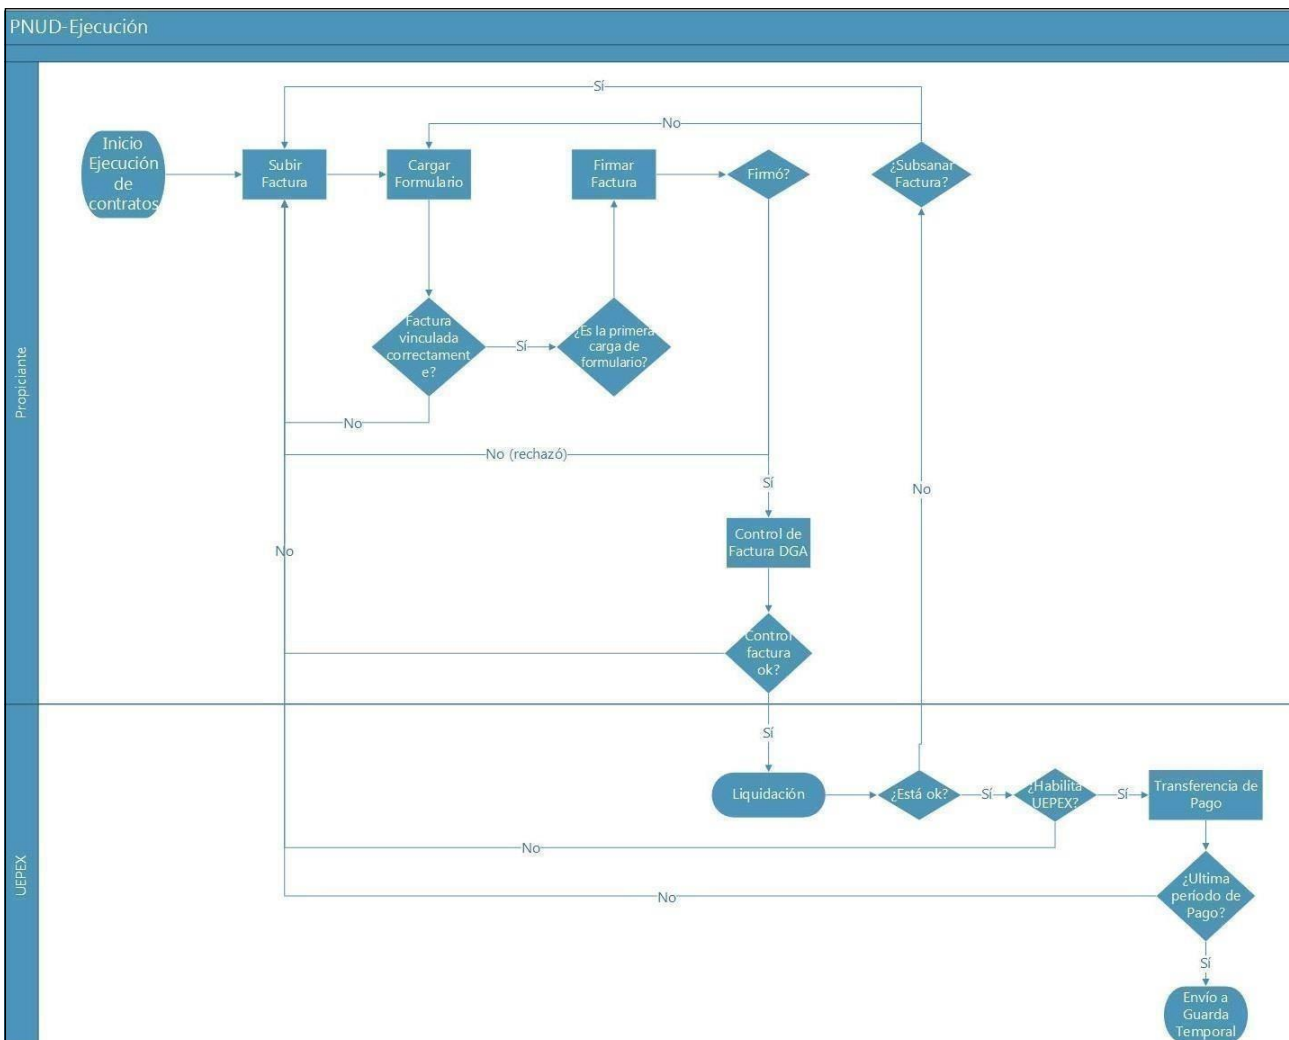 PNUD-Ejecución
Sí
No
Inicio
Ejecución
de
contratos
Subir
Factura
Cargar
Formulario
Firmar
Factura
Firmó?
¿Subsanar
Factura?
Factura
vinculada
correctament
e?
Sí
¿Es la primera
carga de
formulario?
Propiciante
No
No (rechazó)
Sí
No
Control de
Factura DGA
No
Control
factura
ok?
Sí
Liquidación
¿Está ok?
Sí
¿Habilita
UEPEX?
Sí
Transferencia de
Pago
No
UEPEX
¿Ultima
período de
Pago?
No
Sí
Envío a
Guarda
Temporal